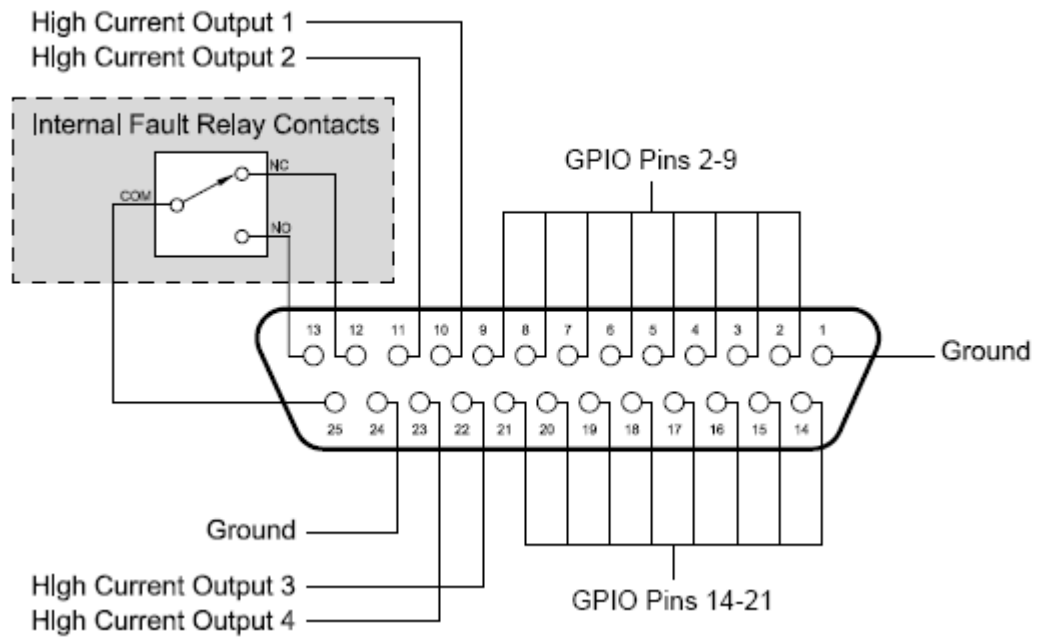 High Current Output 1
High Current Output 2
Internal Fault Relay Contacts
NC
COM
NO
GPIO Pins 2-9
13 12 11 10 9 8 7 6 5 4 3 2 1
Ground
25 24 23 22 21 20 19 18 17 16 15 14
Ground
High Current Output 3
High Current Output 4
GPIO Pins 14-21